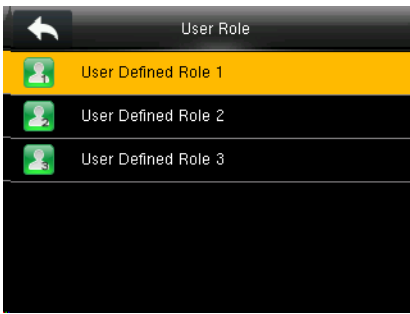 User Role
User Defined Role 1
User Defined Role 2
User Defined Role 3